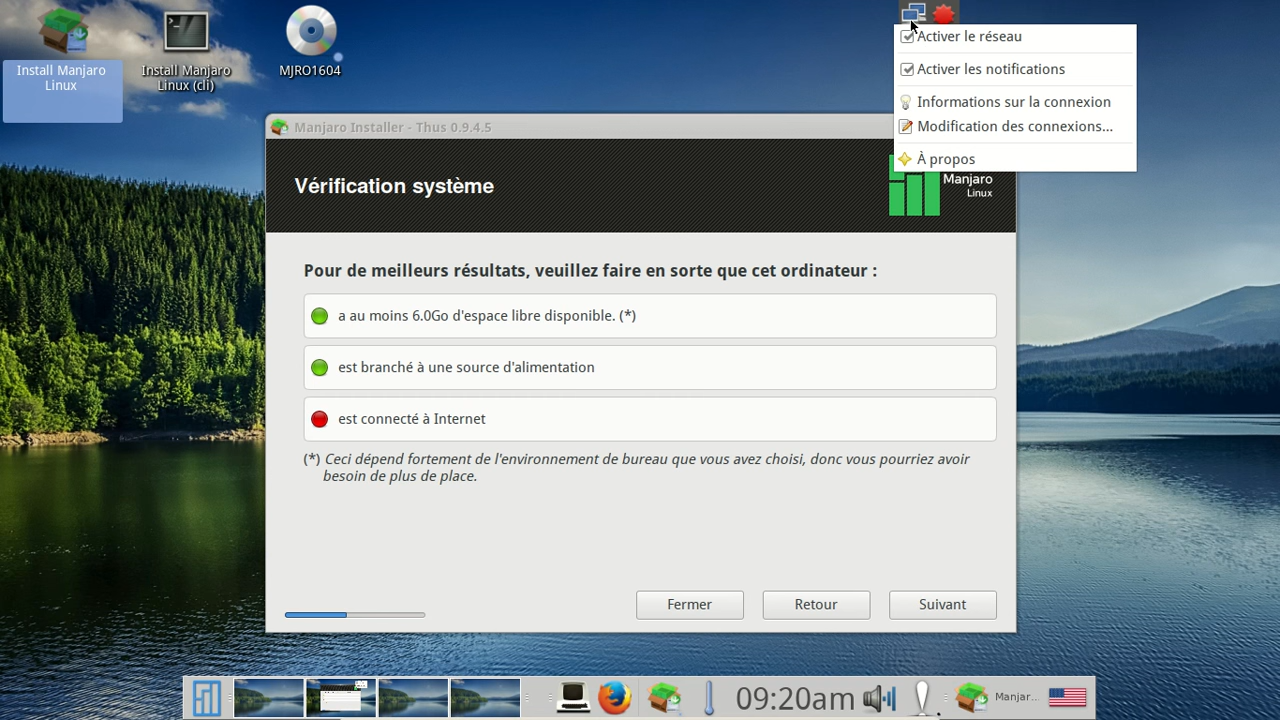 Install Manjaro
Linux
Install Manjaro
Linux (cli)
MJRO1604
Activer le réseau
Activer les notifications
Informations sur la connexion
Modification des connexions...
À propos
Manjaro Installer - Thus 0.9.4.5
Vérification système
Manjaro
Linux
Pour de meilleurs résultats, veuillez faire en sorte que cet ordinateur :
a au moins 6.0Go d'espace libre disponible. (*)
est branché à une source d'alimentation
est connecté à Internet
(*) Ceci dépend fortement de l'environnement de bureau que vous avez choisi, donc vous pourriez avoir
besoin de plus de place.
Fermer
Retour
Suivant
09:20am
Manjar...